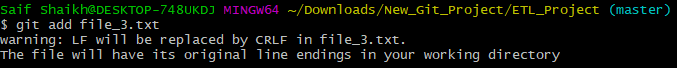 Saif Shaikh@DESKTOP-748UKDJ MINGW64 ~/Downloads/New_Git_Project/ETL_Project (master)
$ git add file_3.txt
warning: LF will be replaced by CRLF in file_3.txt.
The file will have its original line endings in your working directory